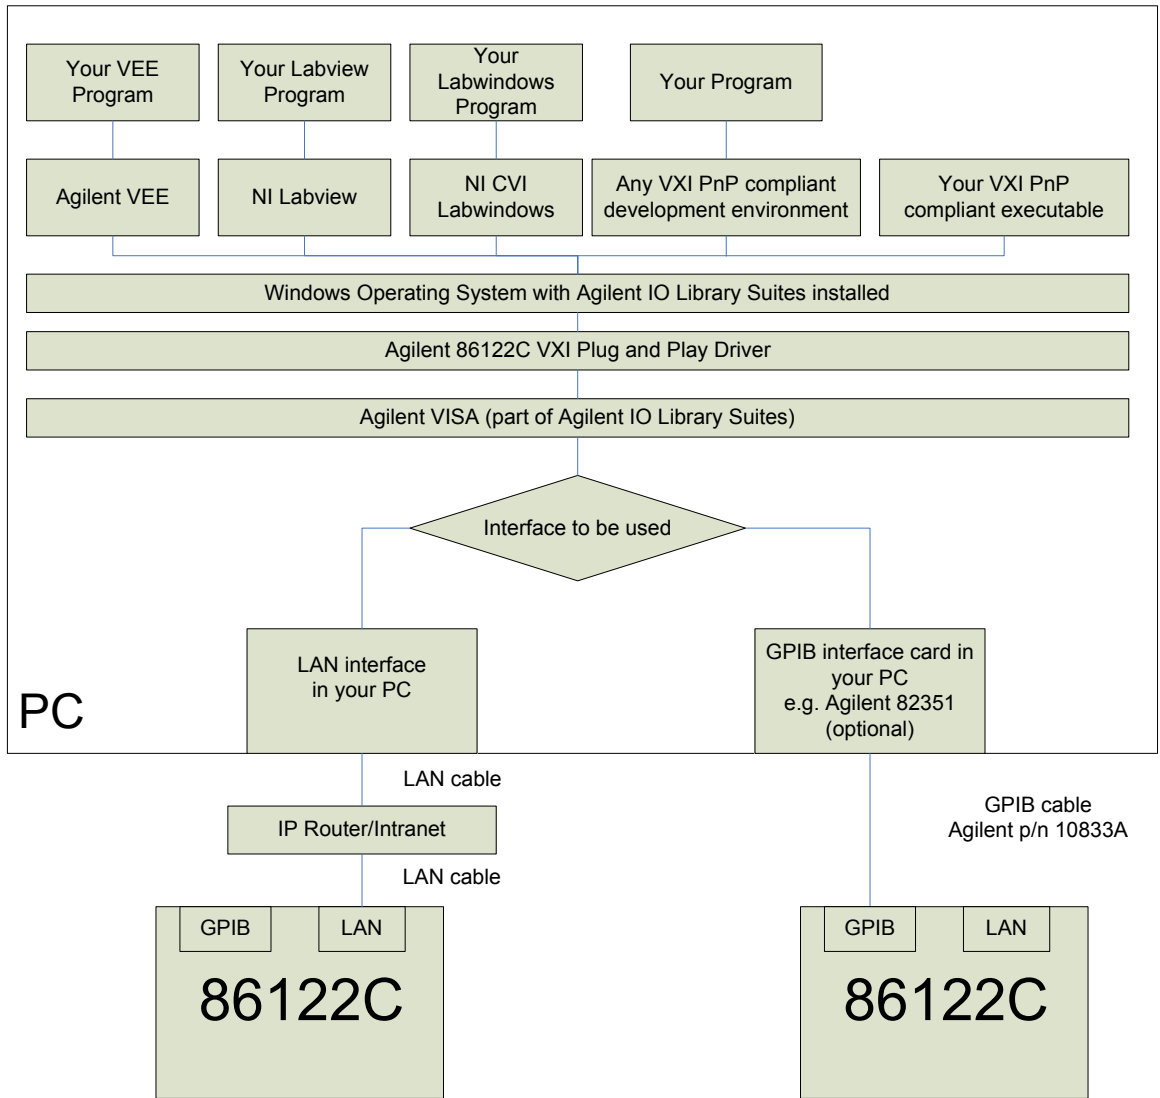 Your VEE
Program
Your Labview
Program
Your
Labwindows
Program
Your Program
Agilent VEE
NI Labview
NI CVI
Labwindows
Any VXI PnP compliant
development environment
Your VXI PnP
compliant executable
Windows Operating System with Agilent IO Library Suites installed
Agilent 86122C VXI Plug and Play Driver
Agilent VISA (part of Agilent IO Library Suites)
Interface to be used
LAN interface
in your PC
GPIB interface card in
your PC
e.g. Agilent 82351
(optional)
PC
LAN cable
IP Router/Intranet
LAN cable
GPIB cable
Agilent p/n 10833A
GPIB
LAN
86122C
GPIB
LAN
86122C